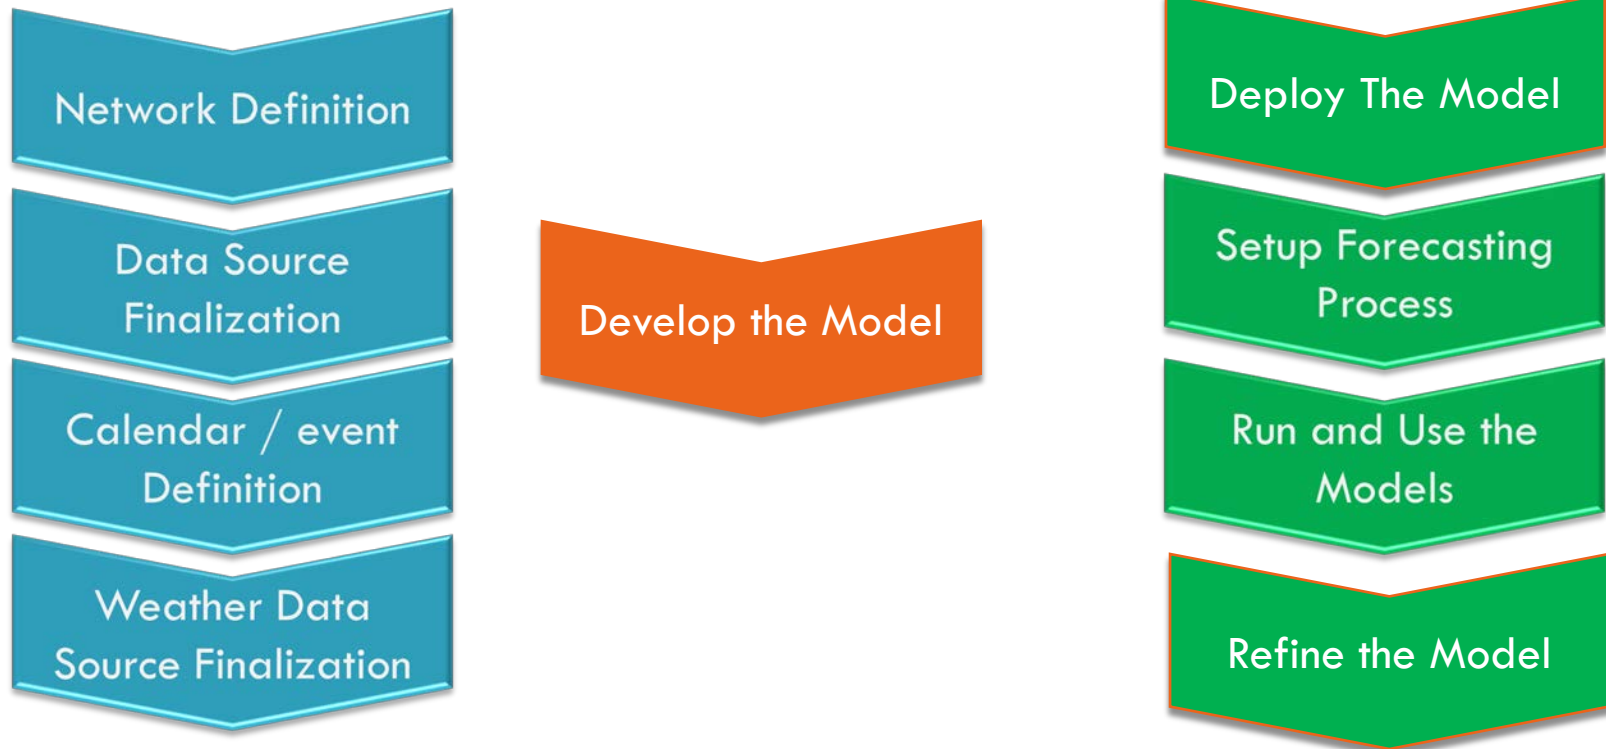 Network Definition
Data Source
Finalization
Calendar / event
Definition
Weather Data
Source Finalization
Develop the Model
Deploy The Model
Setup Forecasting
Process
Run and Use the
Models
Refine the Model